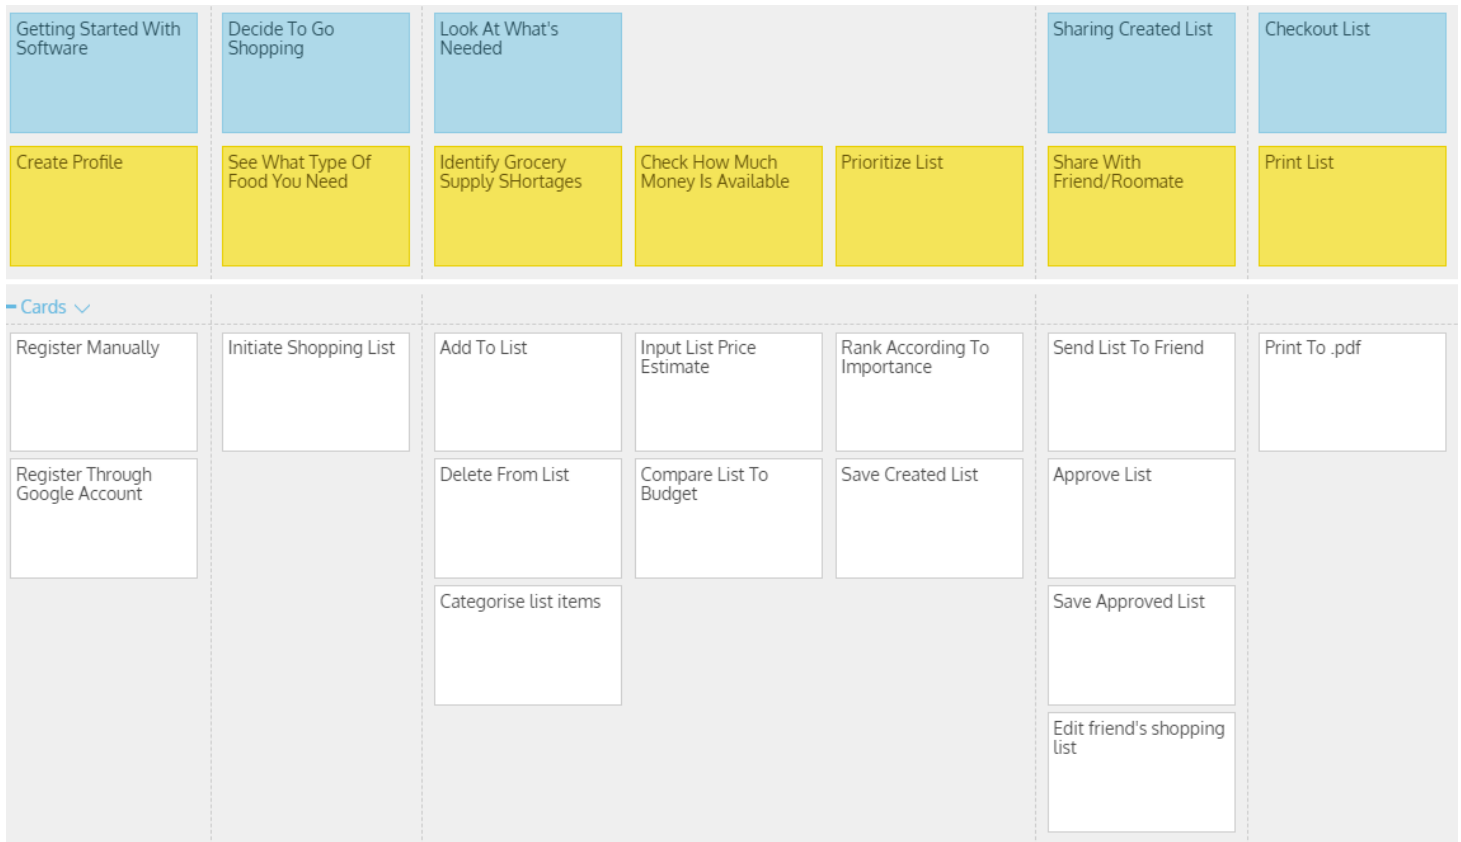 Getting Started With
Software
Decide To Go
Shopping
Look At What's
Needed
Sharing Created List
Checkout List
Create Profile
See What Type Of
Food You Need
Identify Grocery
Supply SHortages
Check How Much
Money Is Available
Prioritize List
Share With
Friend/Roomate
Print List
Cards
Register Manually
Initiate Shopping List
Add To List
Input List Price
Estimate
Rank According To
Importance
Send List To Friend
Print To .pdf
Register Through
Google Account
Delete From List
Compare List To
Budget
Save Created List
Approve List
Categorise list items
Save Approved List
Edit friend's shopping
list